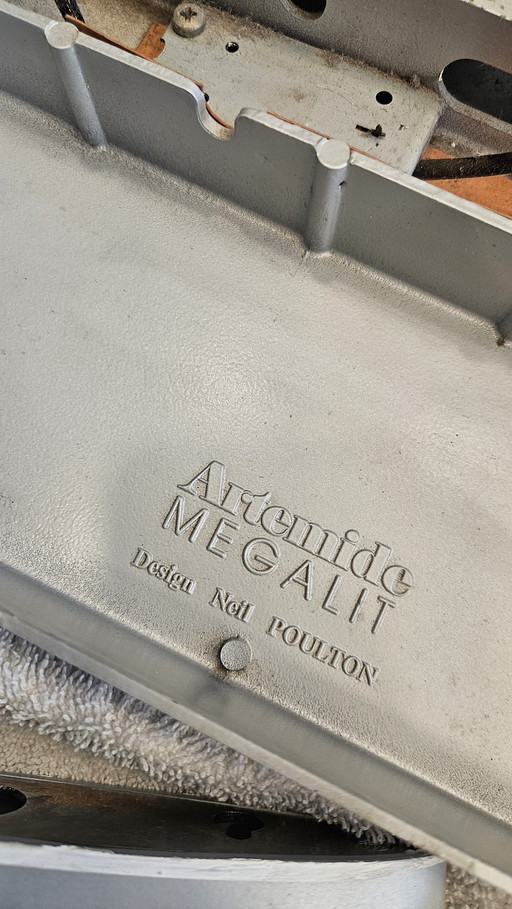 Artemide
MEGALIT
Design Neil POULTON